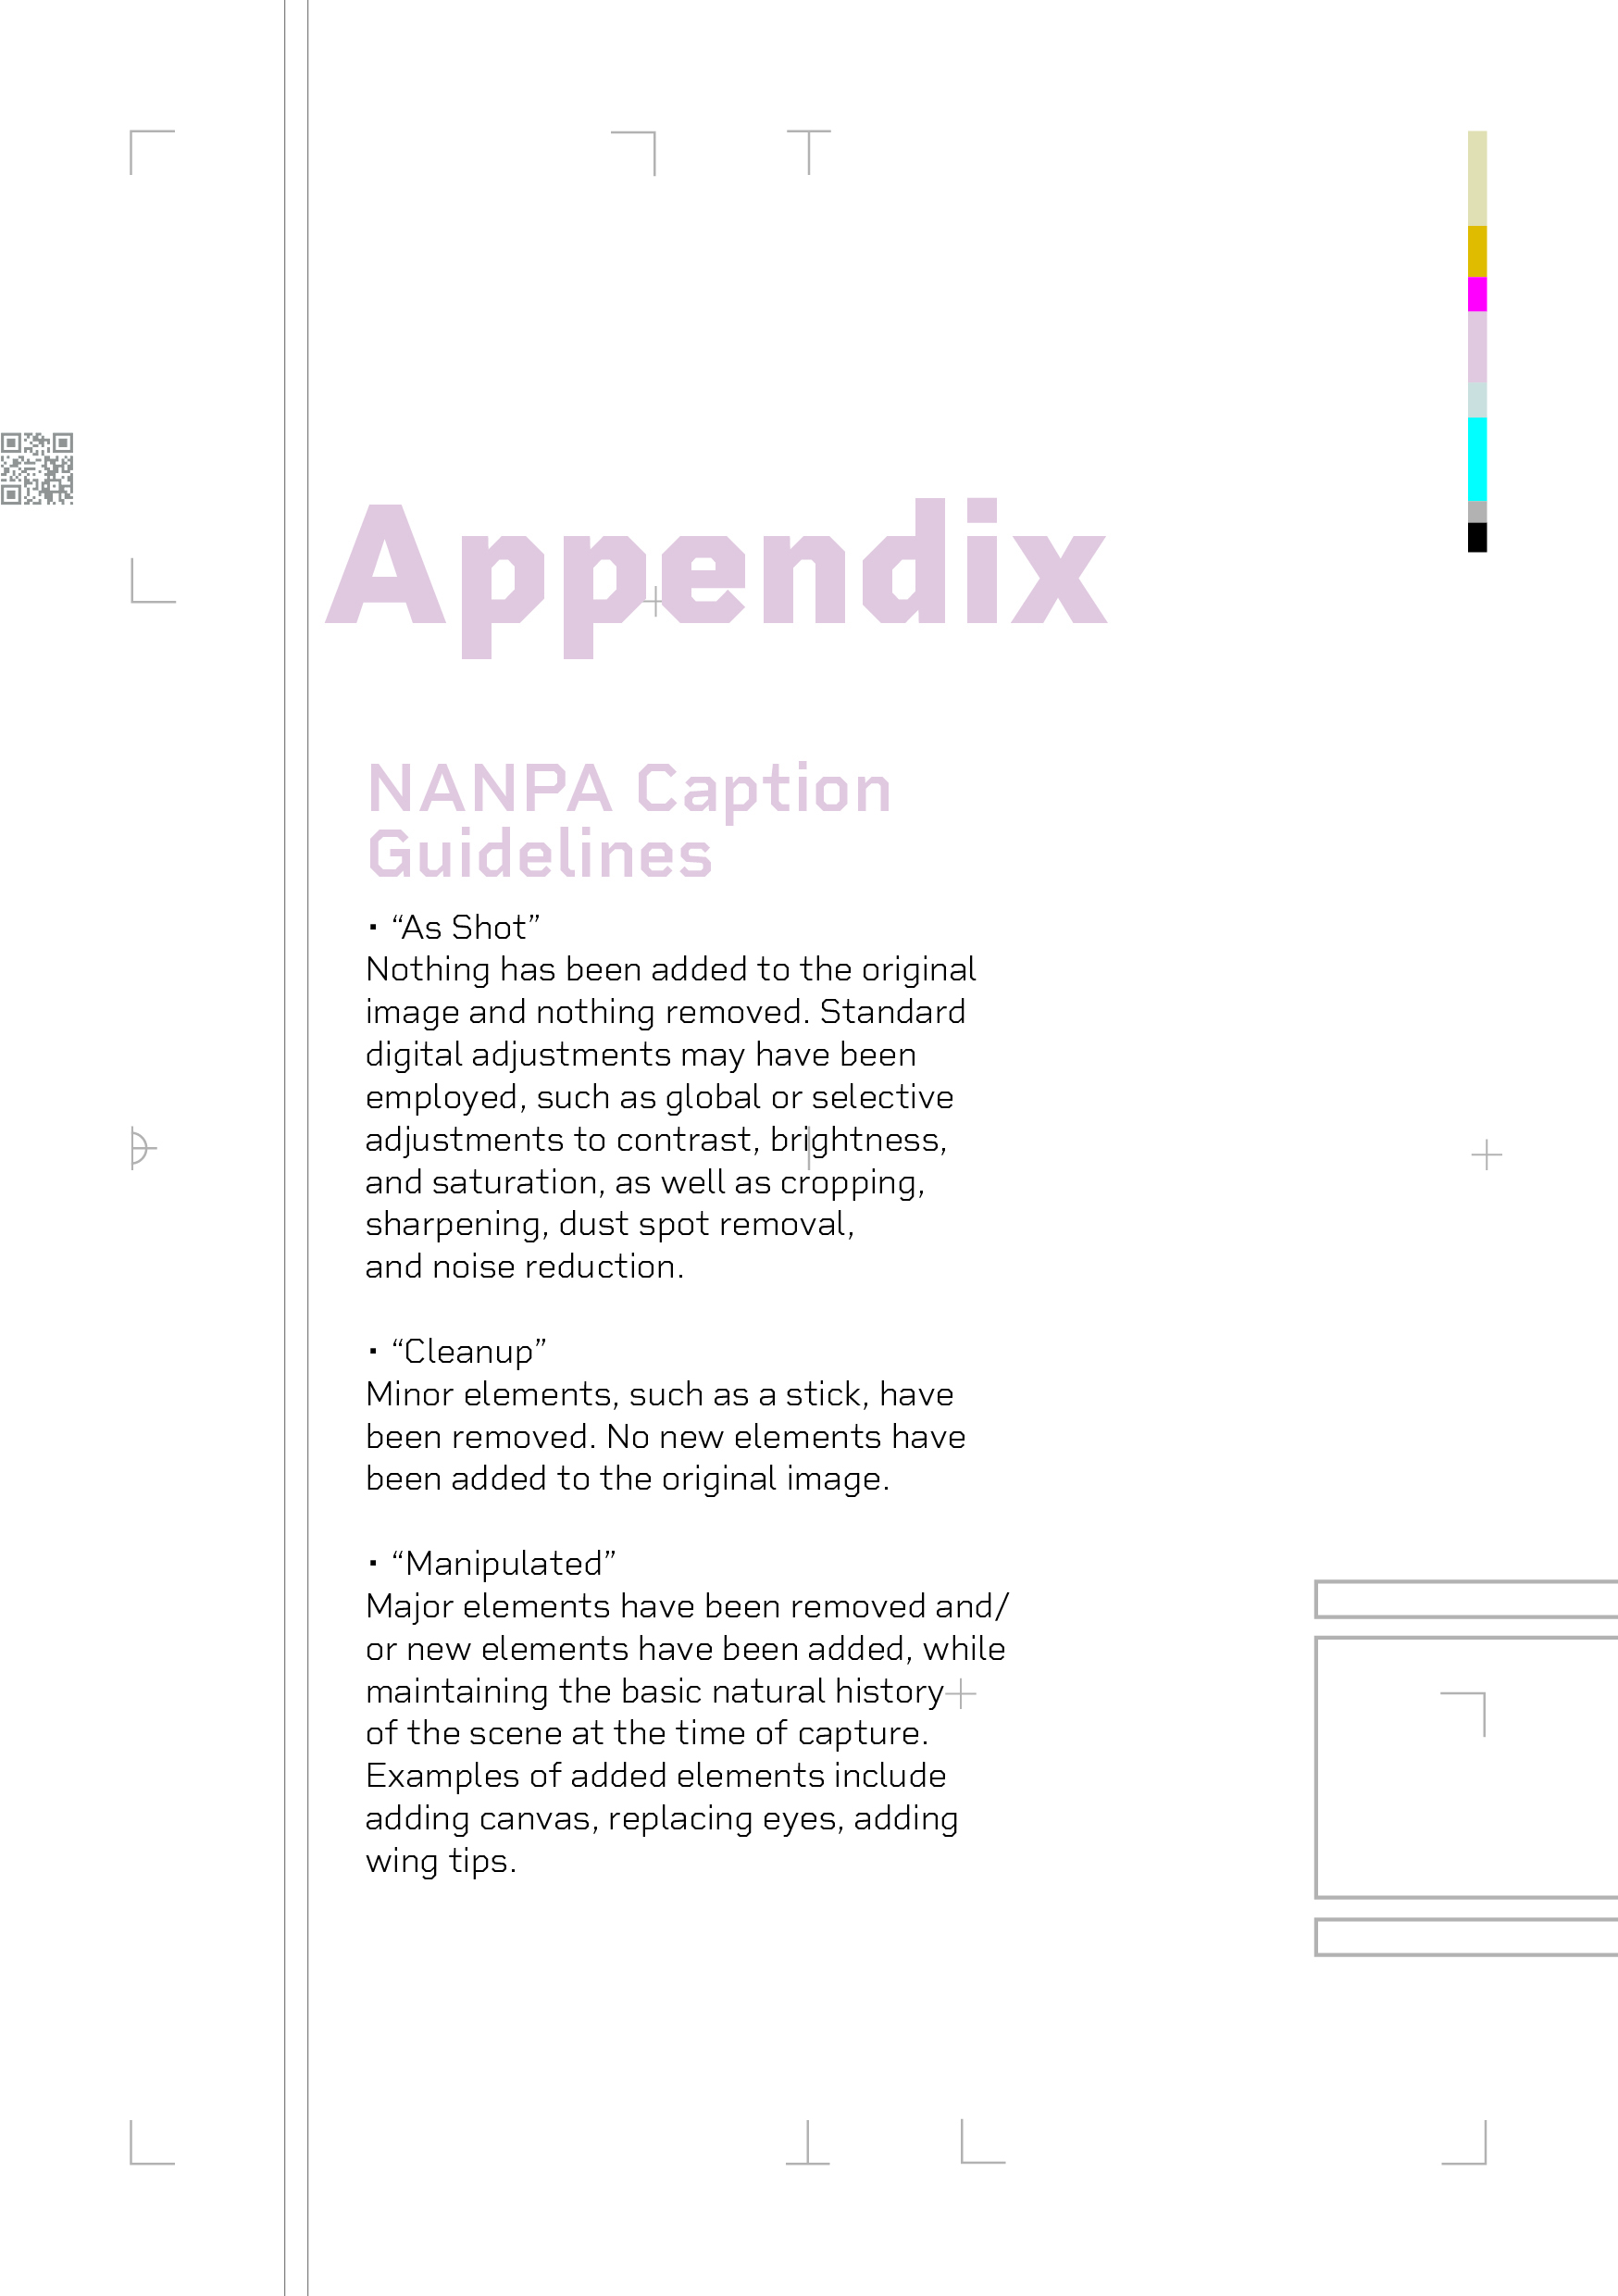 Appendix
NANPA Caption
Guidelines
· “As Shot”
Nothing has been added to the original
image and nothing removed. Standard
digital adjustments may have been
employed, such as global or selective
adjustments to contrast, brightness,
and saturation, as well as cropping,
sharpening, dust spot removal,
and noise reduction.
· “Cleanup”
Minor elements, such as a stick, have
been removed. No new elements have
been added to the original image.
· “Manipulated”
Major elements have been removed and/
or new elements have been added, while
maintaining the basic natural history
of the scene at the time of capture.
Examples of added elements include
adding canvas, replacing eyes, adding
wing tips.